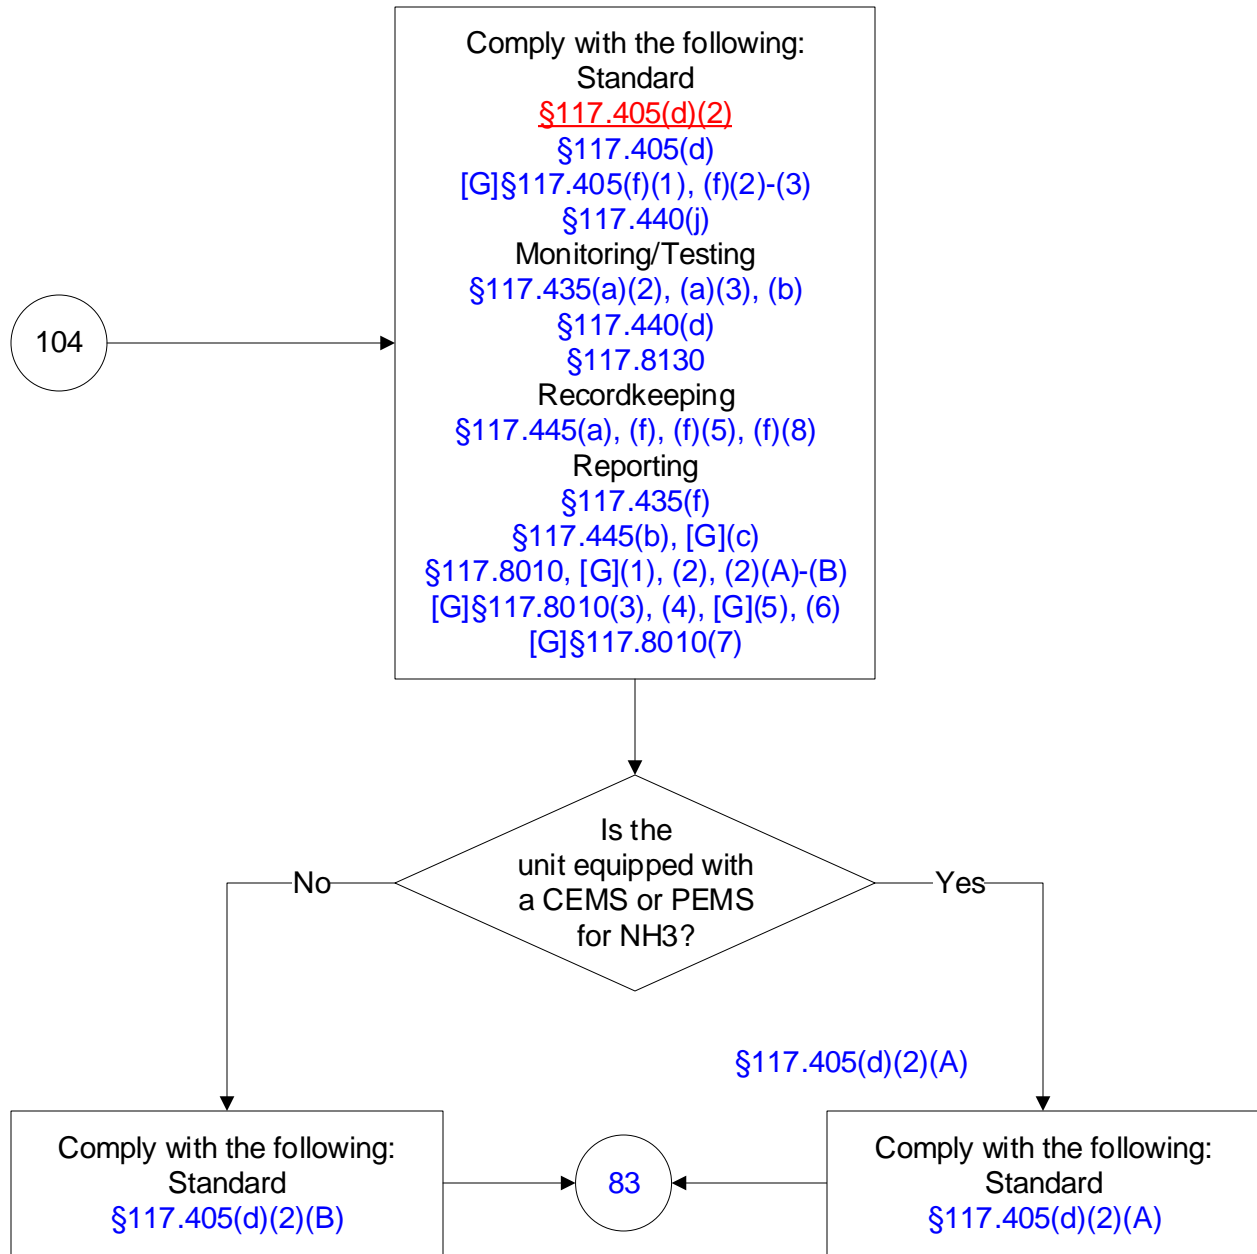 Comply with the following:
Standard
§117.405(d)(2)
§117.405(d)
[G]§117.405(f)(1), (f)(2)-(3)
§117.440(j)
Monitoring/Testing
§117.435(a)(2), (a)(3), (b)
§117.440(d)
§117.8130
Recordkeeping
§117.445(a), (f), (f)(5), (f)(8)
Reporting
§117.435(f)
§117.445(b), [G](c)
§117.8010, [G](1), (2), (2)(A)-(B)
[G]§117.8010(3), (4), [G](5), (6)
[G]§117.8010(7)
104
Is the
unit equipped with
a CEMS or PEMS
for NH3?
No
Yes
§117.405(d)(2)(A)
Comply with the following:
Standard
§117.405(d)(2)(B)
83
Comply with the following:
Standard
§117.405(d)(2)(A)